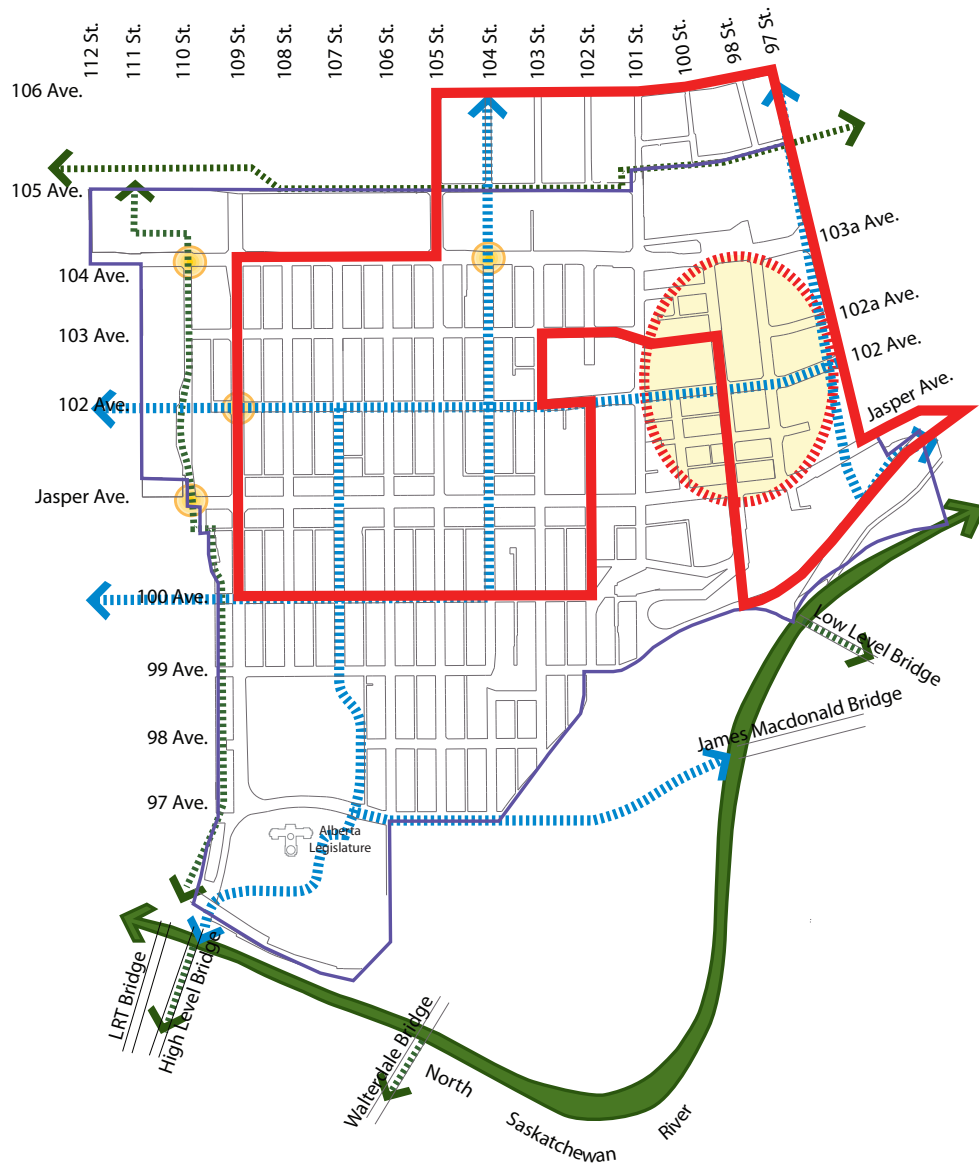 112 St.
111 St.
110 St.
109 St.
108 St.
107 St.
106 St.
105 St.
104 St.
103 St.
102 St.
101 St.
100 St.
98 St.
97 St.
106 Ave.
105 Ave.
104 Ave.
103 Ave.
102 Ave.
Jasper Ave.
100 Ave.
99 Ave.
98 Ave.
97 Ave.
103a Ave.
102a Ave.
102 Ave.
Jasper Ave.
Low Level Bridge
James Macdonald Bridge
Alberta
Legislature
LRT Bridge
High Level Bridge
Walterdale Bridge
North
Saskatchewan
River